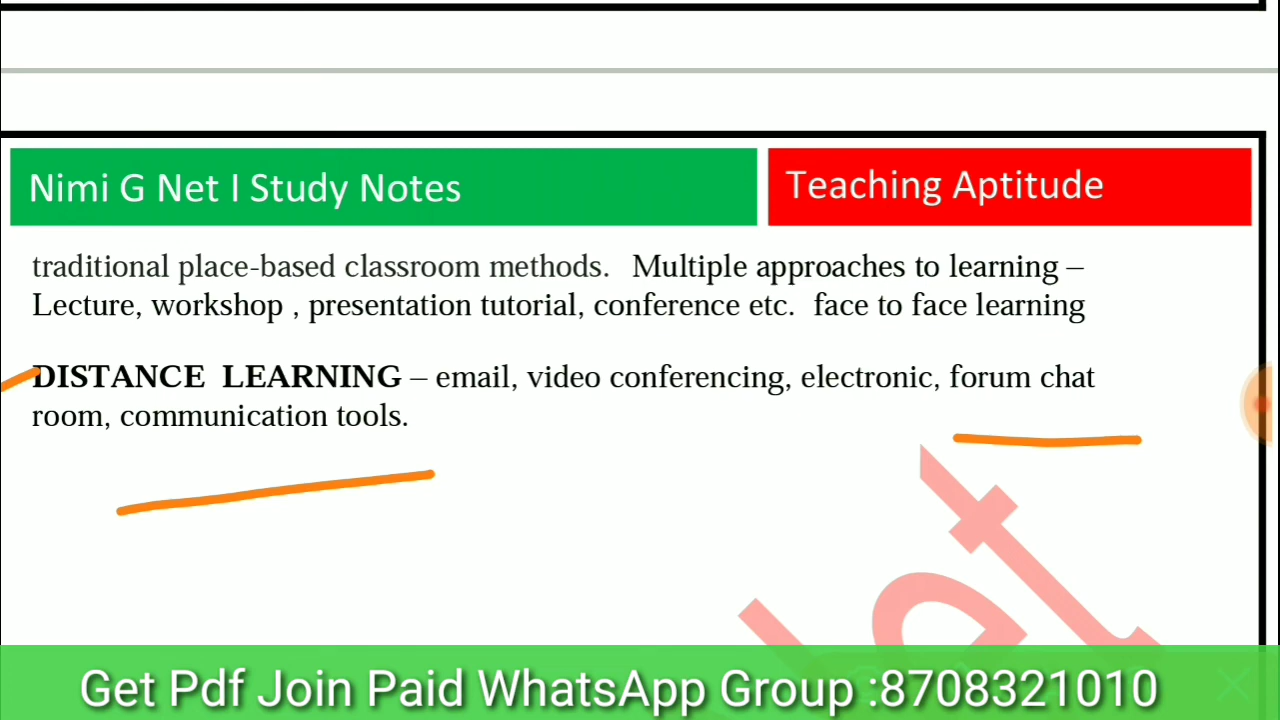 Nimi G Net I Study Notes
Teaching Aptitude
traditional place-based classroom methods. Multiple approaches to learning –
Lecture, workshop , presentation tutorial, conference etc. face to face learning
DISTANCE LEARNING – email, video conferencing, electronic, forum chat
room, communication tools.
Get Pdf Join Paid WhatsApp Group :8708321010